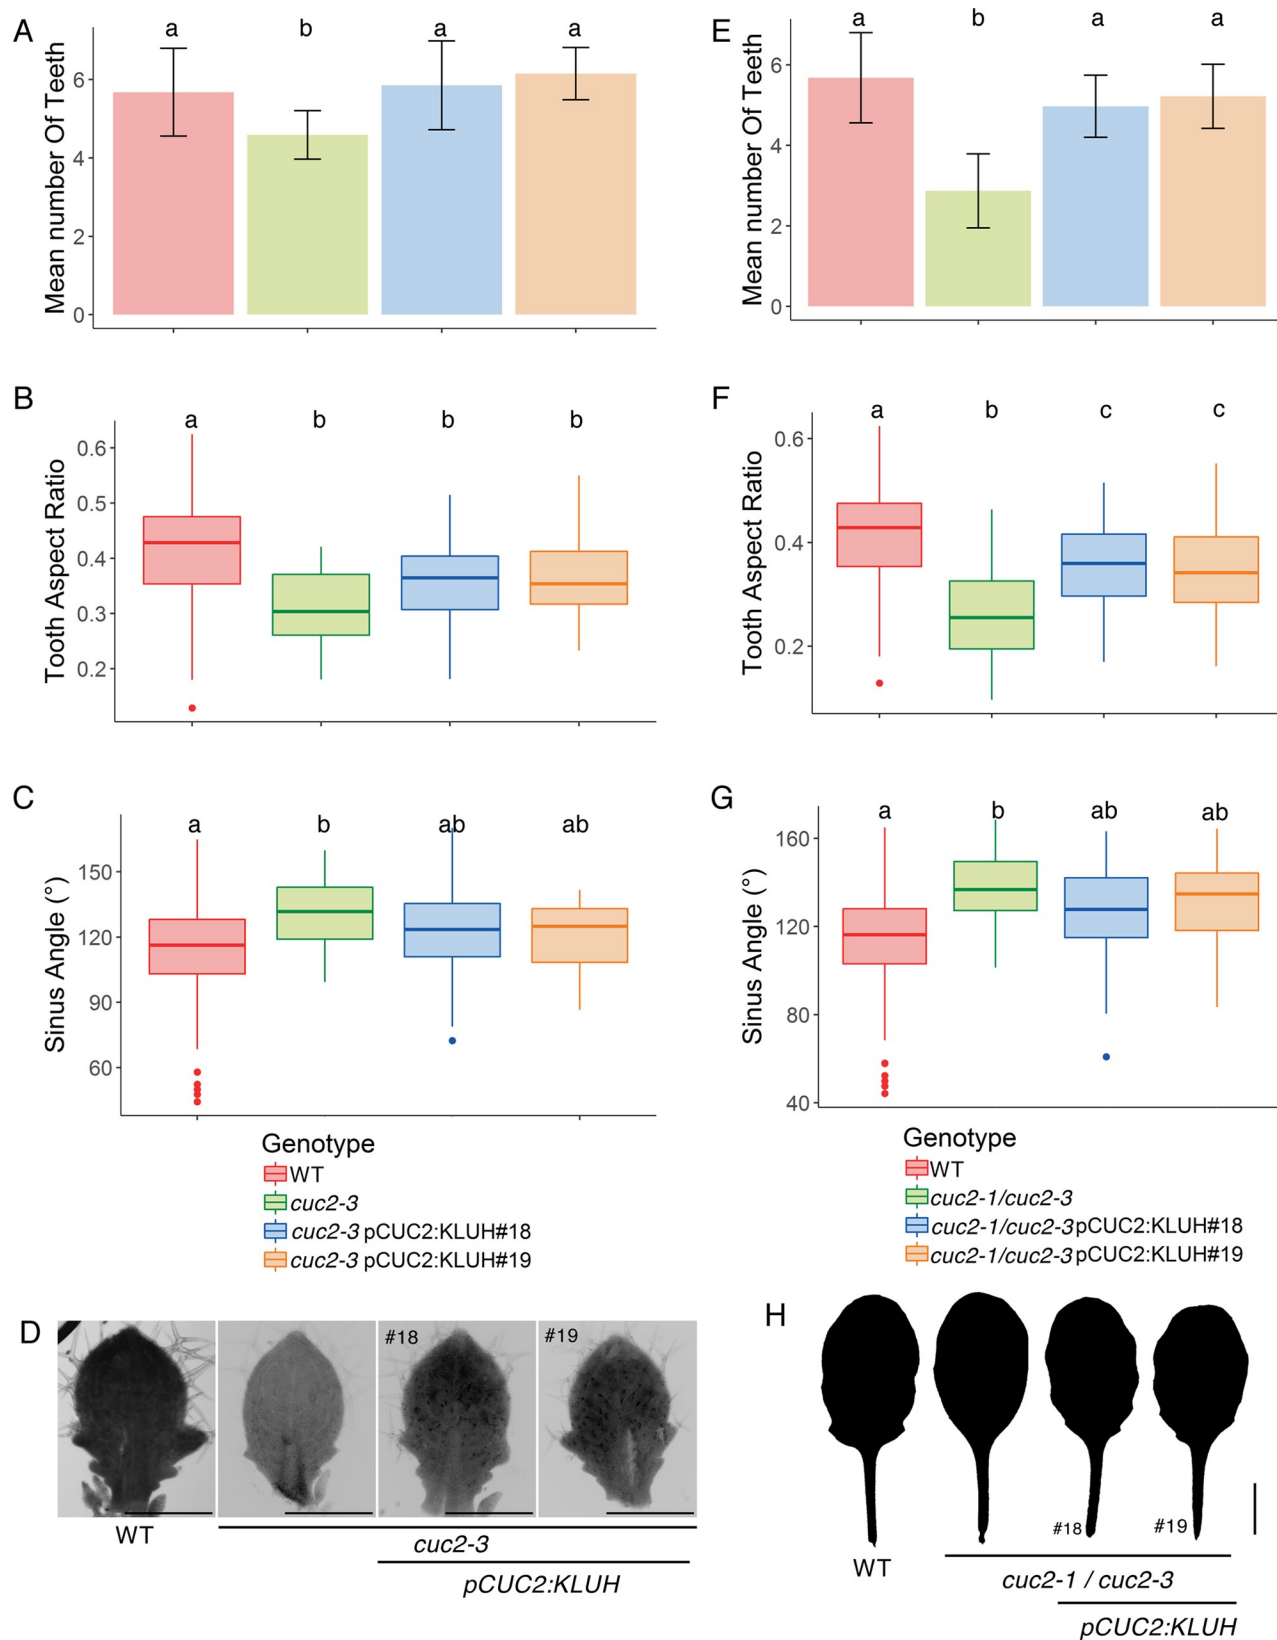 A
Mean number Of Teeth
a b a a
6
4
2
0
E
Mean number Of Teeth
a b a a
6
4
2
0
B
Tooth Aspect Ratio
a b b b
0.6
0.5
0.4
0.3
0.2
F
Tooth Aspect Ratio
a b c c
0.6
0.4
0.2
C
Sinus Angle (°)
a b ab ab
150
120
90
60
G
Sinus Angle (°)
a b ab ab
160
120
80
40
Genotype
WT
cuc2-3
cuc2-3 pCUC2:KLUH#18
cuc2-3 pCUC2:KLUH#19
Genotype
WT
cuc2-1/cuc2-3
cuc2-1/cuc2-3 pCUC2:KLUH#18
cuc2-1/cuc2-3 pCUC2:KLUH#19
D
#18
#19
WT
cuc2-3
pCUC2:KLUH
H
#18
#19
WT
cuc2-1 / cuc2-3
pCUC2:KLUH